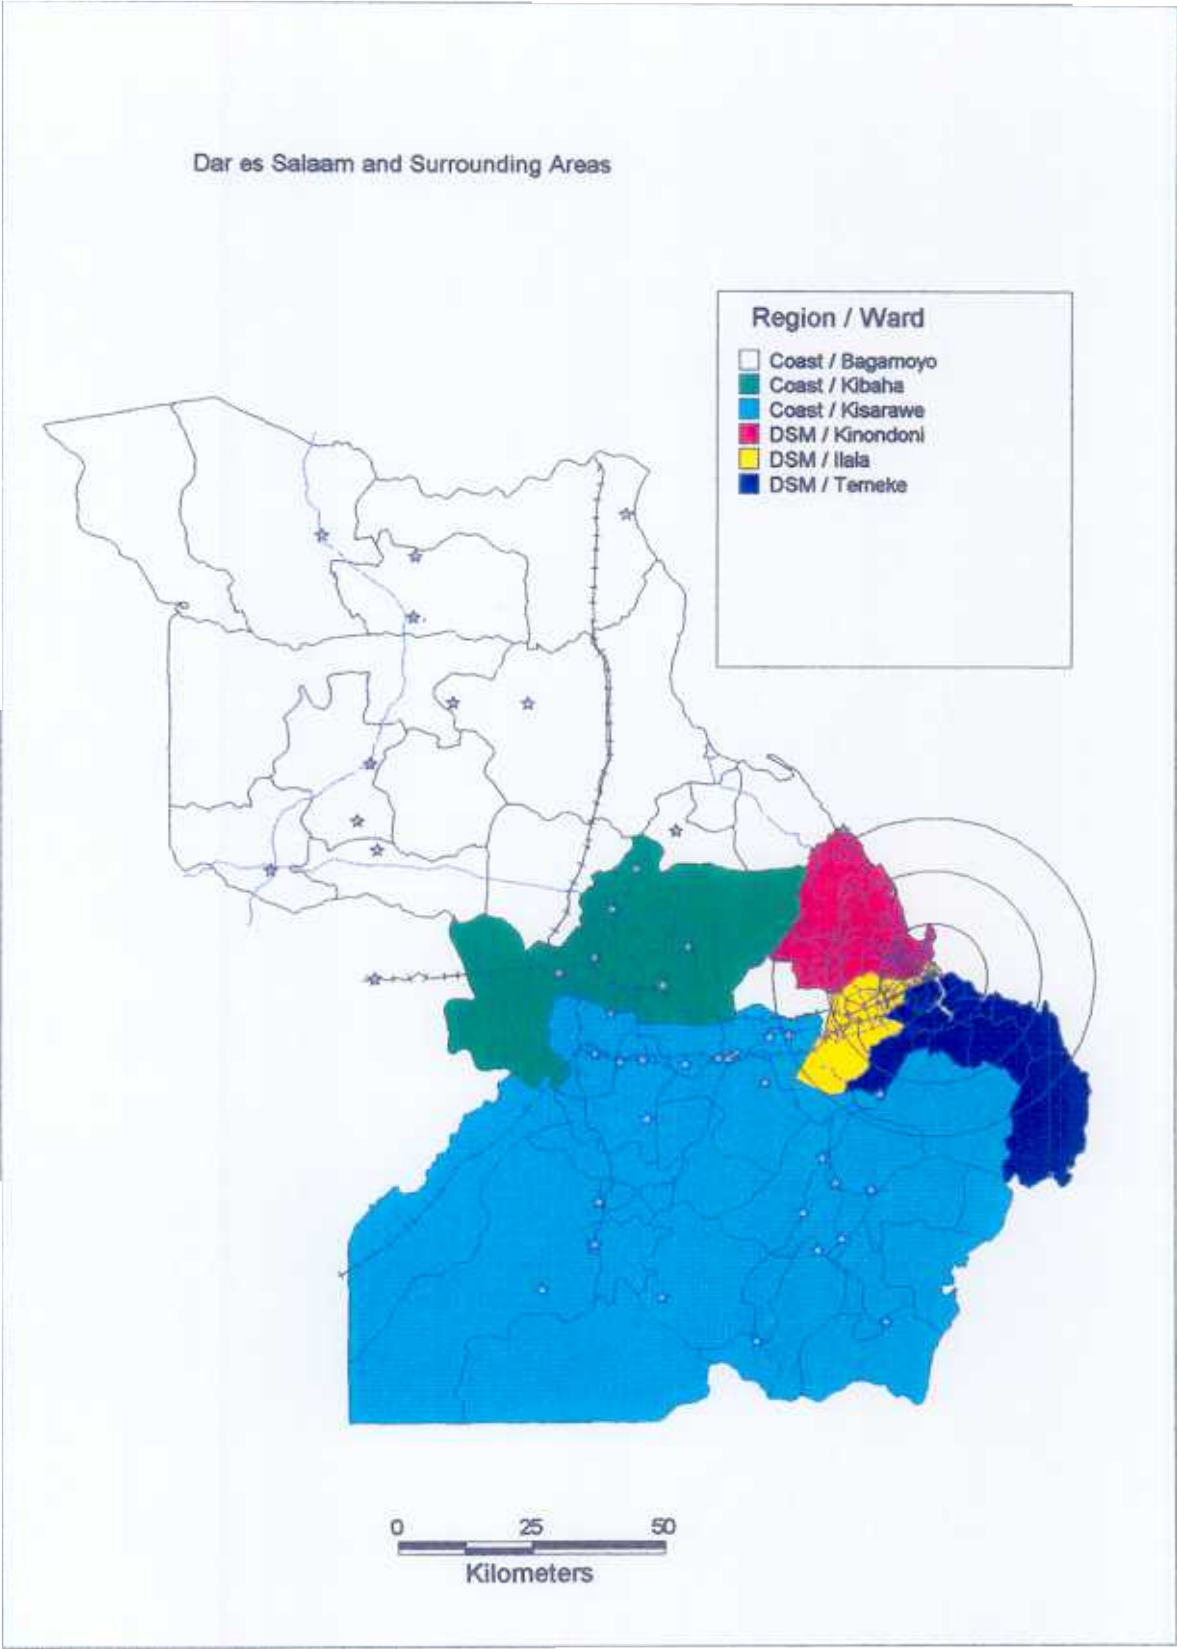 Dar es Salaam and Surrounding Areas
Region / Ward
Coast / Bagamoyo
Coast / Kibaha
Coast / Kisarawe
DSM / Kinondoni
DSM / Ilala
DSM / Temeke
0 25 50
Kilometers